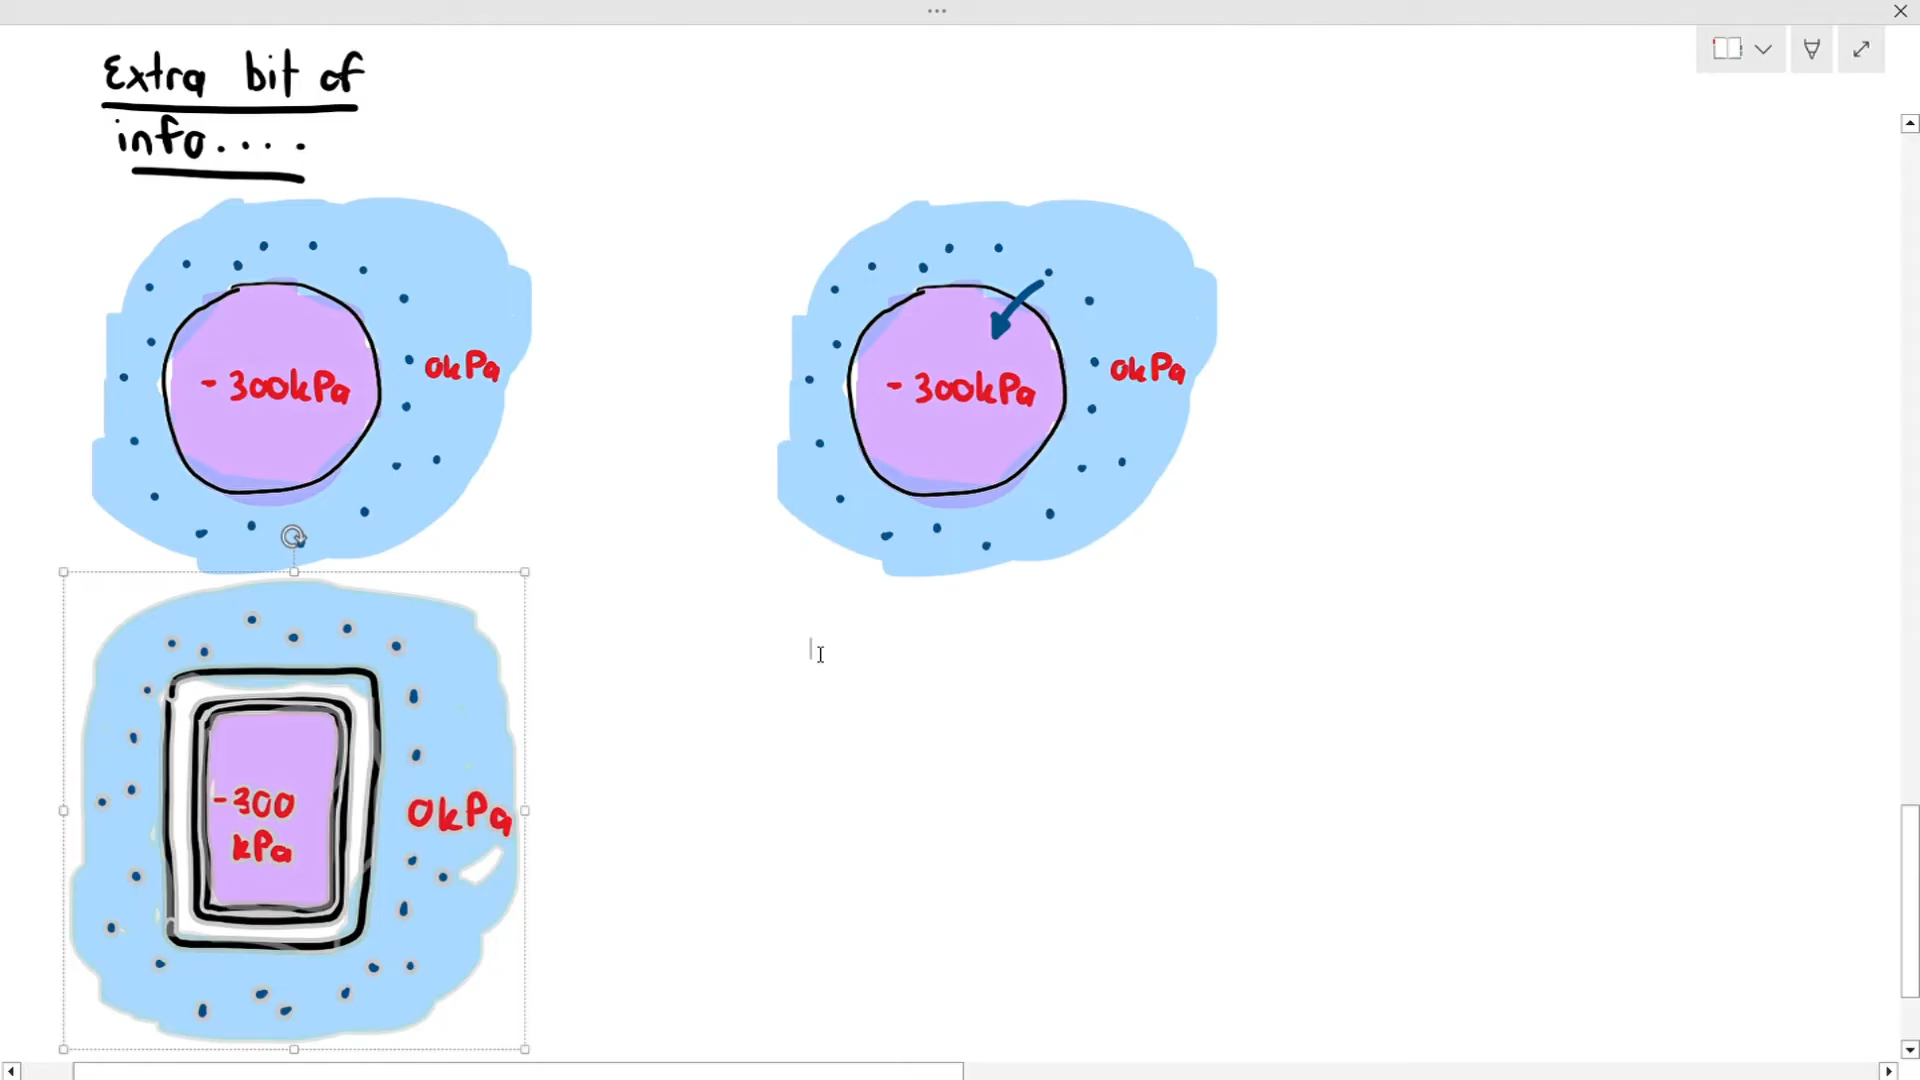 Extra bit of
info....
- 300kPa
0kPa
- 300kPa
0kPa
-300
kPa
0kPa